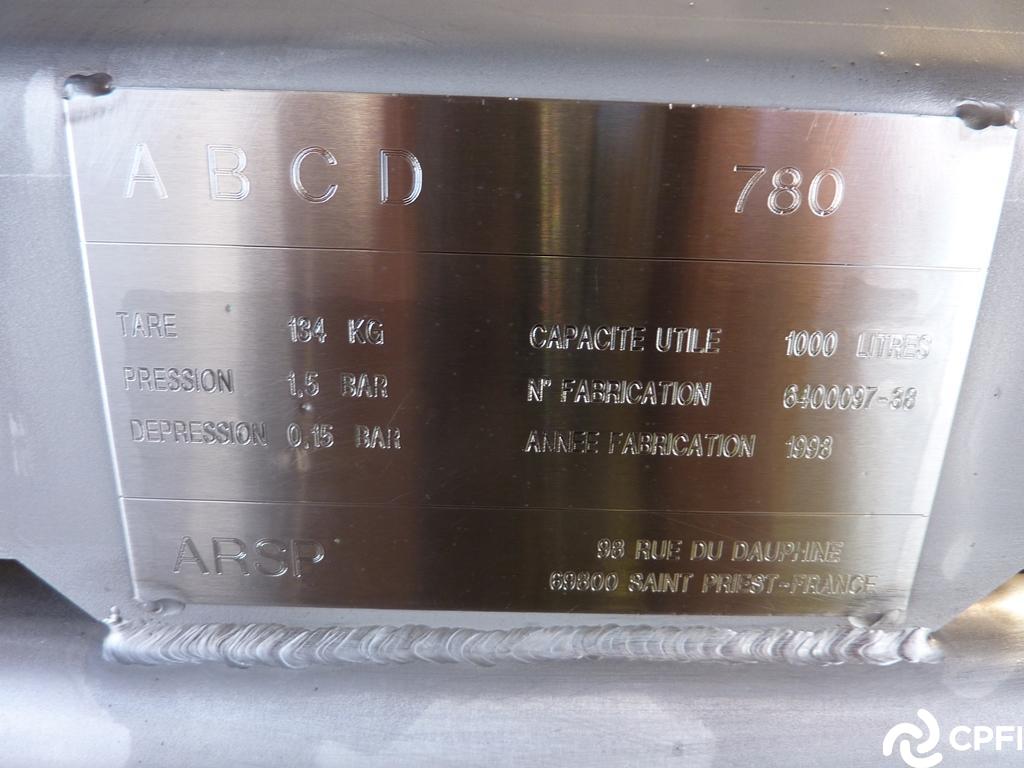 A B C D 780
TARE 134 KG CAPACITE UTILE 1000 LITRES
PRESSION 1,5 BAR N° FABRICATION 6400097-38
DEPRESSION 0,15 BAR ANNEE FABRICATION 1993
ARSP 98 RUE DU DAUPHINE
69800 SAINT PRIEST-FRANCE
CPFI